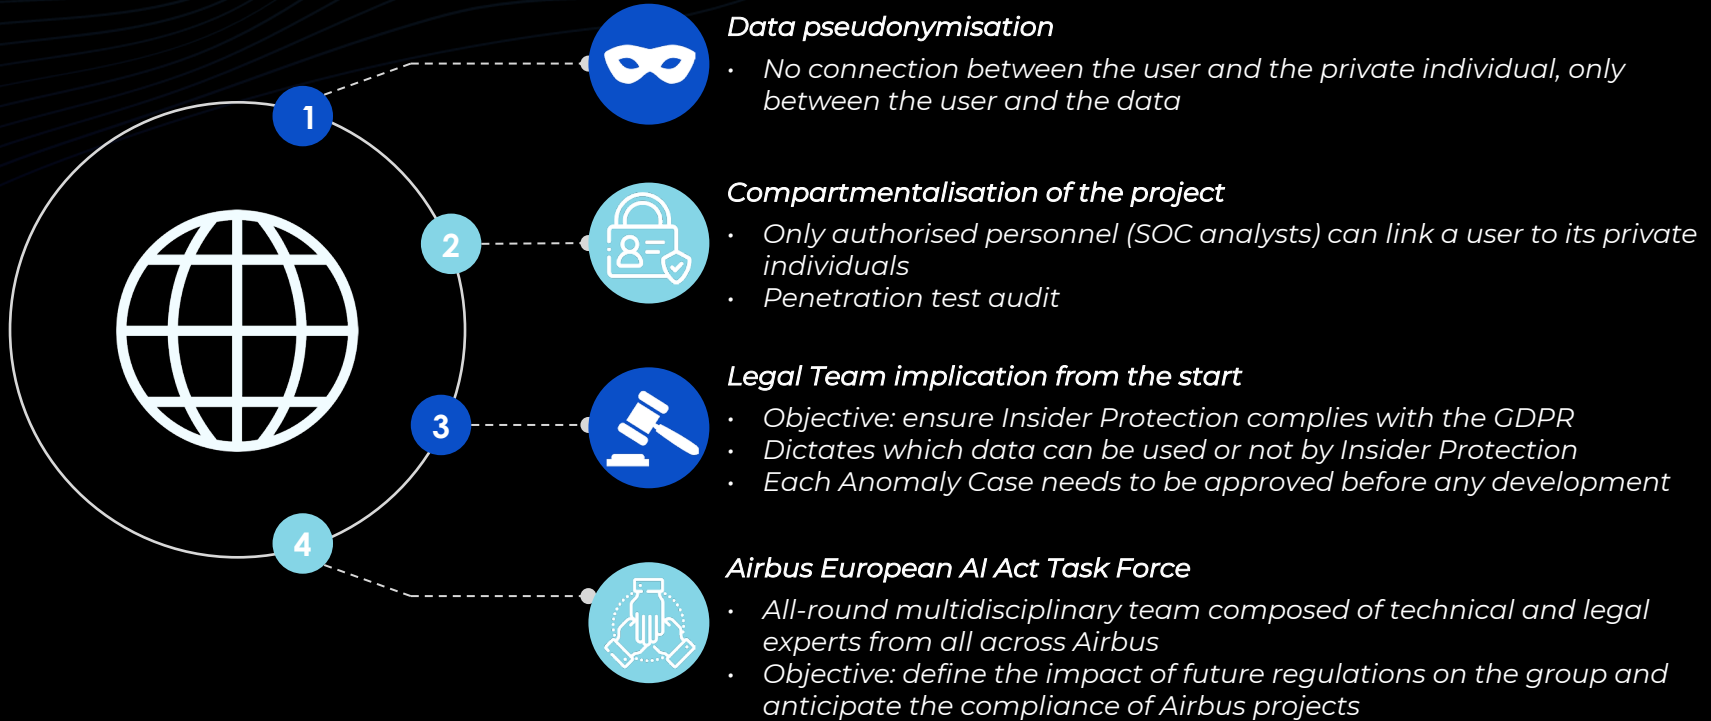 1
Data pseudonymisation
• No connection between the user and the private individual, only
between the user and the data
2
Compartmentalisation of the project
• Only authorised personnel (SOC analysts) can link a user to its private
individuals
• Penetration test audit
3
Legal Team implication from the start
• Objective: ensure Insider Protection complies with the GDPR
• Dictates which data can be used or not by Insider Protection
• Each Anomaly Case needs to be approved before any development
4
Airbus European AI Act Task Force
• All-round multidisciplinary team composed of technical and legal
experts from all across Airbus
• Objective: define the impact of future regulations on the group and
anticipate the compliance of Airbus projects